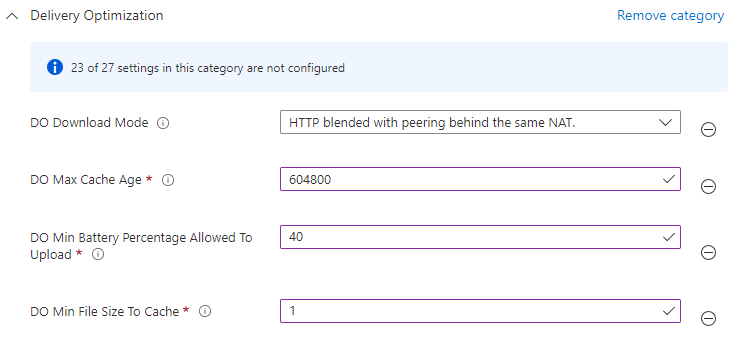 Delivery Optimization
Remove category
23 of 27 settings in this category are not configured
DO Download Mode
HTTP blended with peering behind the same NAT.
DO Max Cache Age *
604800
DO Min Battery Percentage Allowed To
Upload *
40
DO Min File Size To Cache *
1